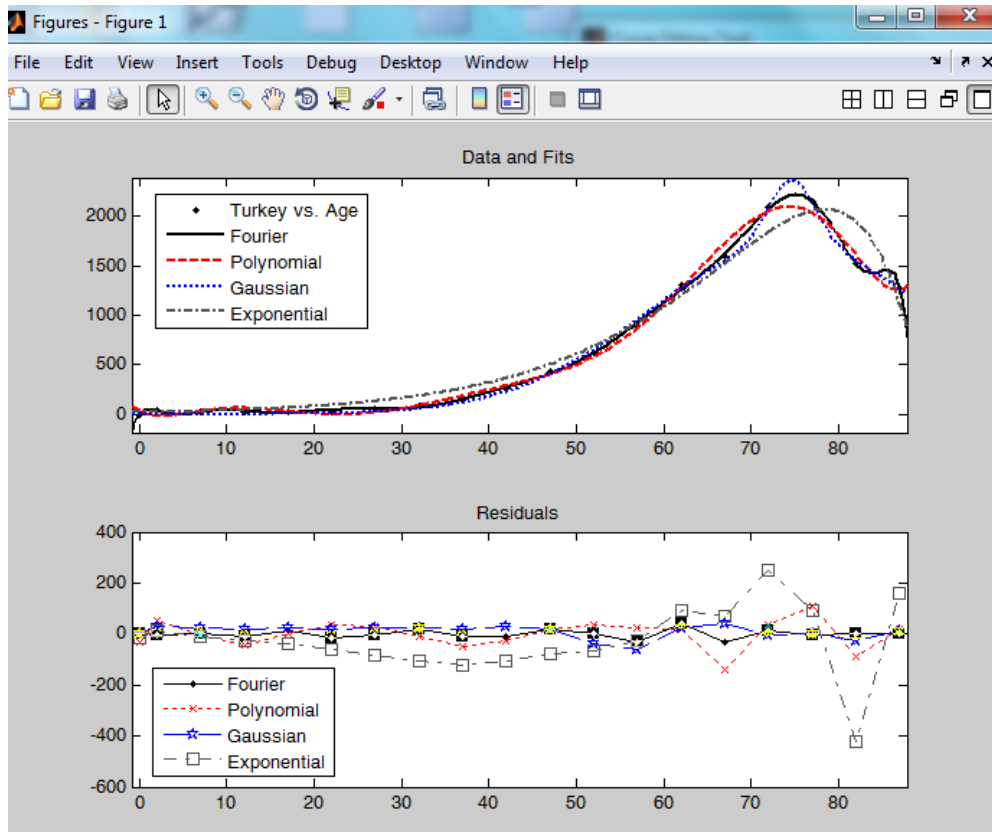 Figures - Figure 1
File Edit View Insert Tools Debug Desktop Window Help
Data and Fits
2000
1500
1000
500
0
Turkey vs. Age
Fourier
Polynomial
Gaussian
Exponential
0 10 20 30 40 50 60 70 80
Residuals
400
200
0
-200
-400
-600
Fourier
Polynomial
Gaussian
Exponential
0 10 20 30 40 50 60 70 80